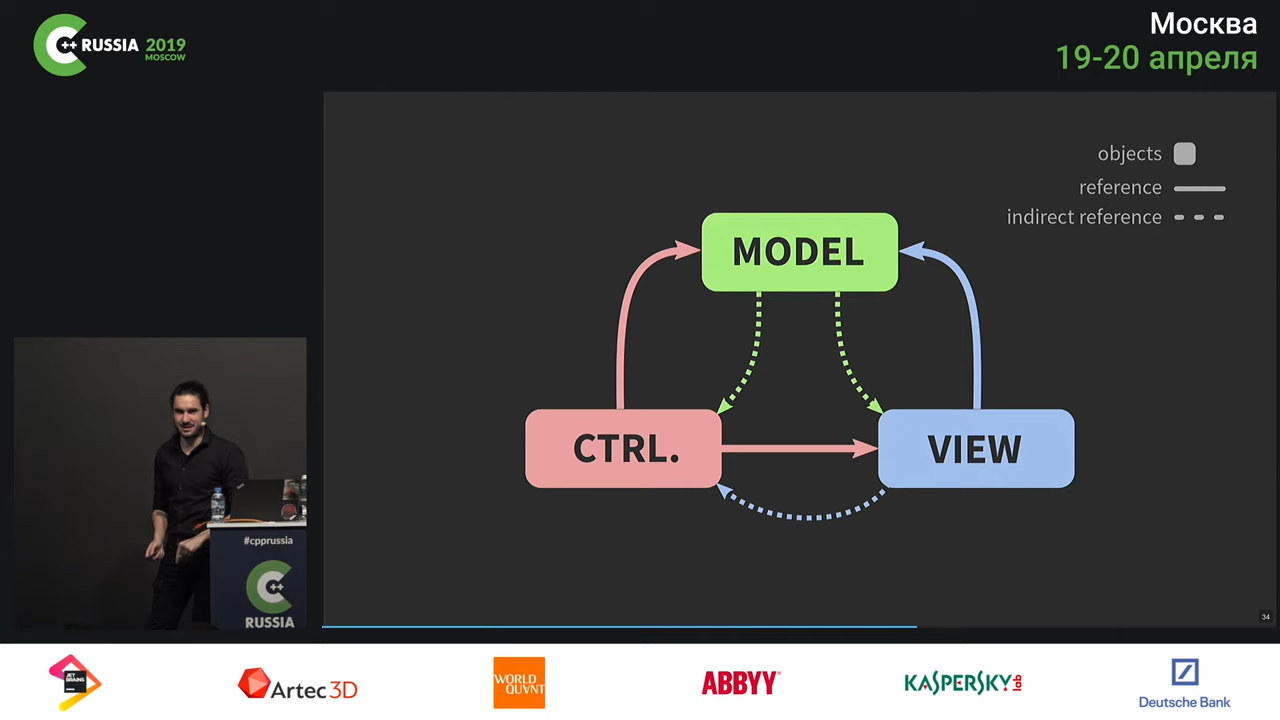 C++ RUSSIA 2019
MOSCOW
Москва
19-20 апреля
objects
reference
indirect reference
MODEL
CTRL.
VIEW
34
#cpprussia
C++
RUSSIA
JET
BRAINS
Artec 3D
WORLD
QUVNT
ABBYY®
KASPERSKY lab
Deutsche Bank